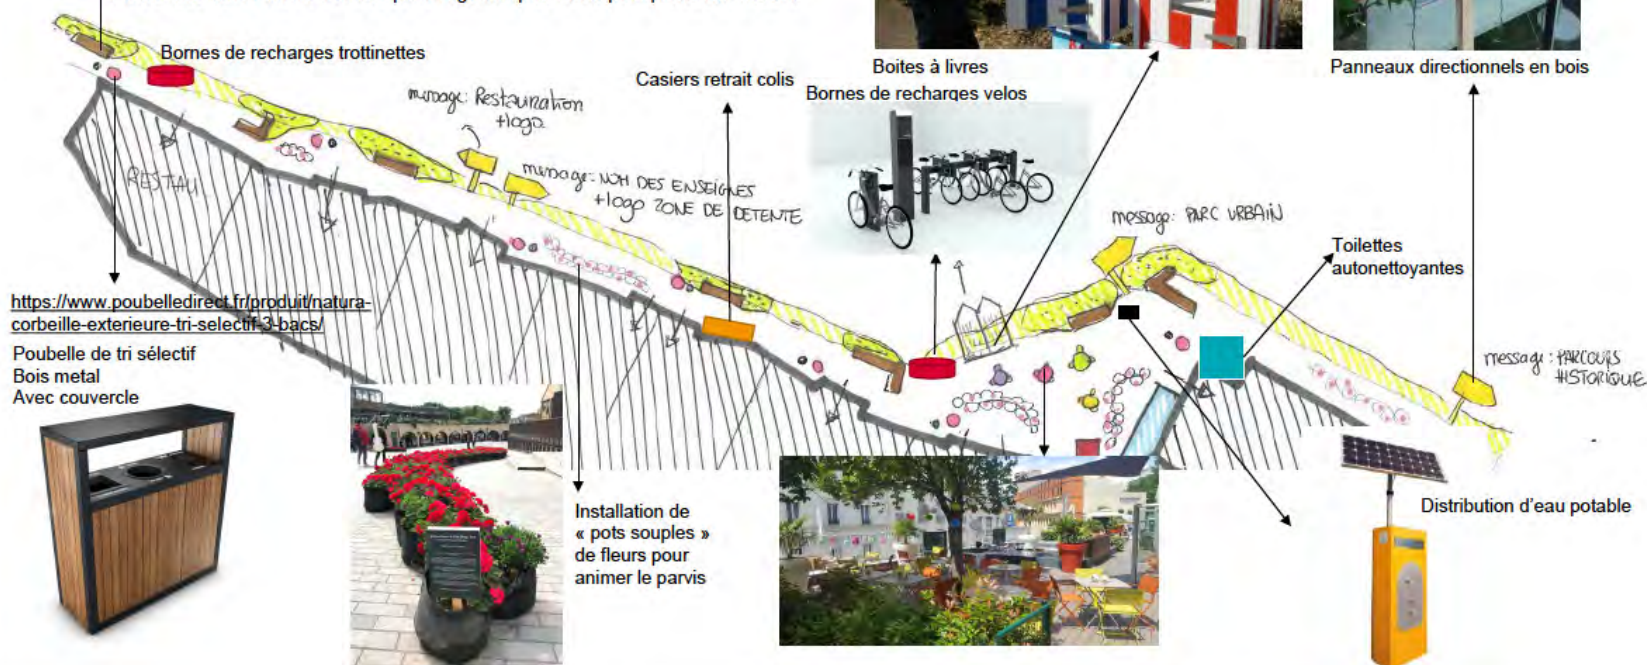 Bornes de recharges trottinettes
Casiers retrait colis
Boites à livres
Bornes de recharges velos
Panneaux directionnels en bois
message: Restauration
+logo
RESTAU
message: NOM DES ENSEIGNES
+logo ZONE DE DETENTE
message: PARC URBAIN
Toilettes
autonettoyantes
https://www.poubelledirect.fr/produit/natura-
corbeille-exterieure-tri-selectif-3-bacs/
Poubelle de tri sélectif
Bois metal
Avec couvercle
message: PARCOURS
HISTORIQUE
Installation de
« pots souples »
de fleurs pour
animer le parvis
Distribution d'eau potable